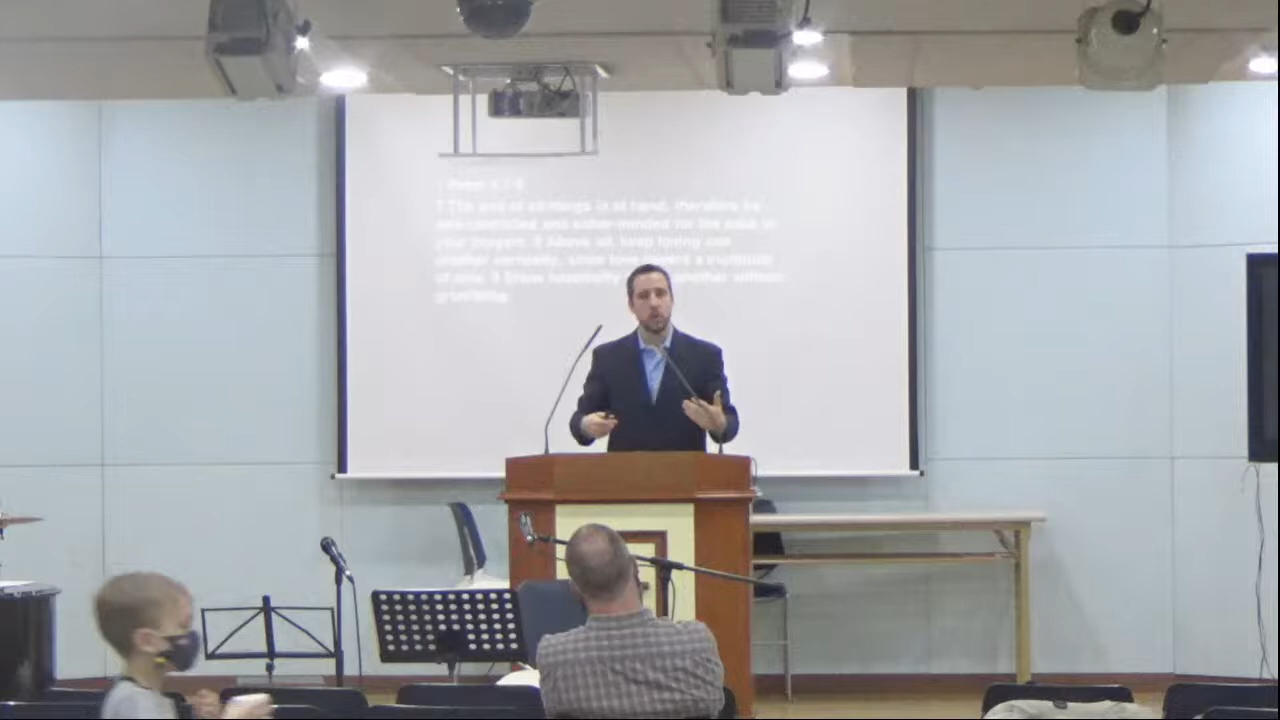 7 The end of all things is at hand; therefore be
self-controlled and sober-minded for the sake of
your prayers. 8 Above all, keep loving one
another earnestly, since love covers a multitude
of sins. 9 Show hospitality another without
grumbling.